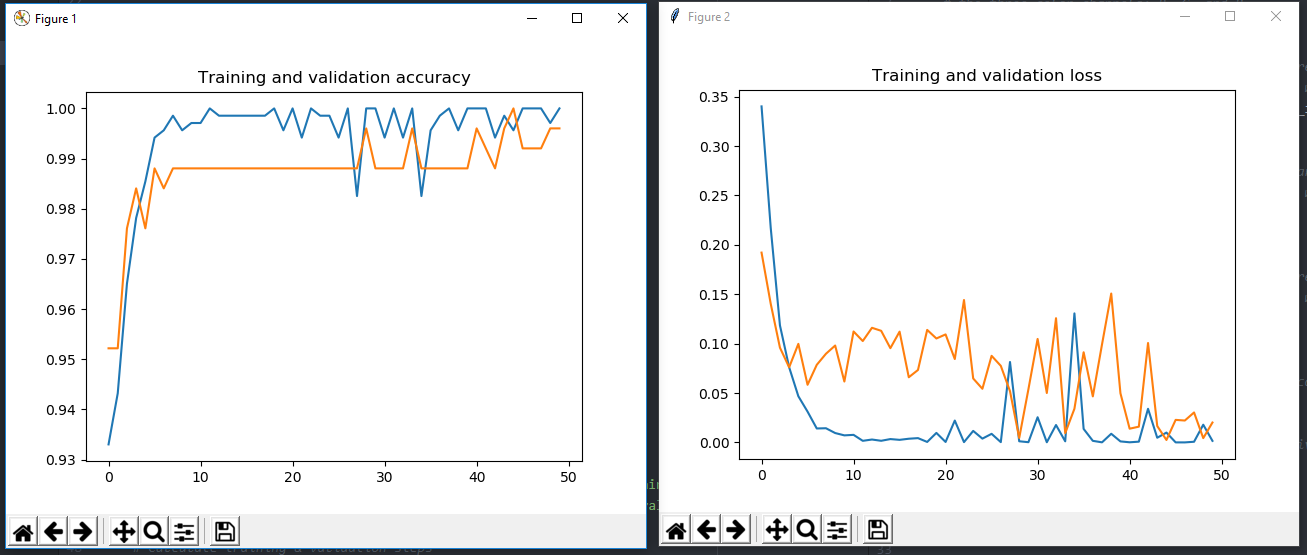 Figure 1
Training and validation accuracy
1.00
0.99
0.98
0.97
0.96
0.95
0.94
0.93
0 10 20 30 40 50
Figure 2
Training and validation loss
0.35
0.30
0.25
0.20
0.15
0.10
0.05
0.00
0 10 20 30 40 50
33